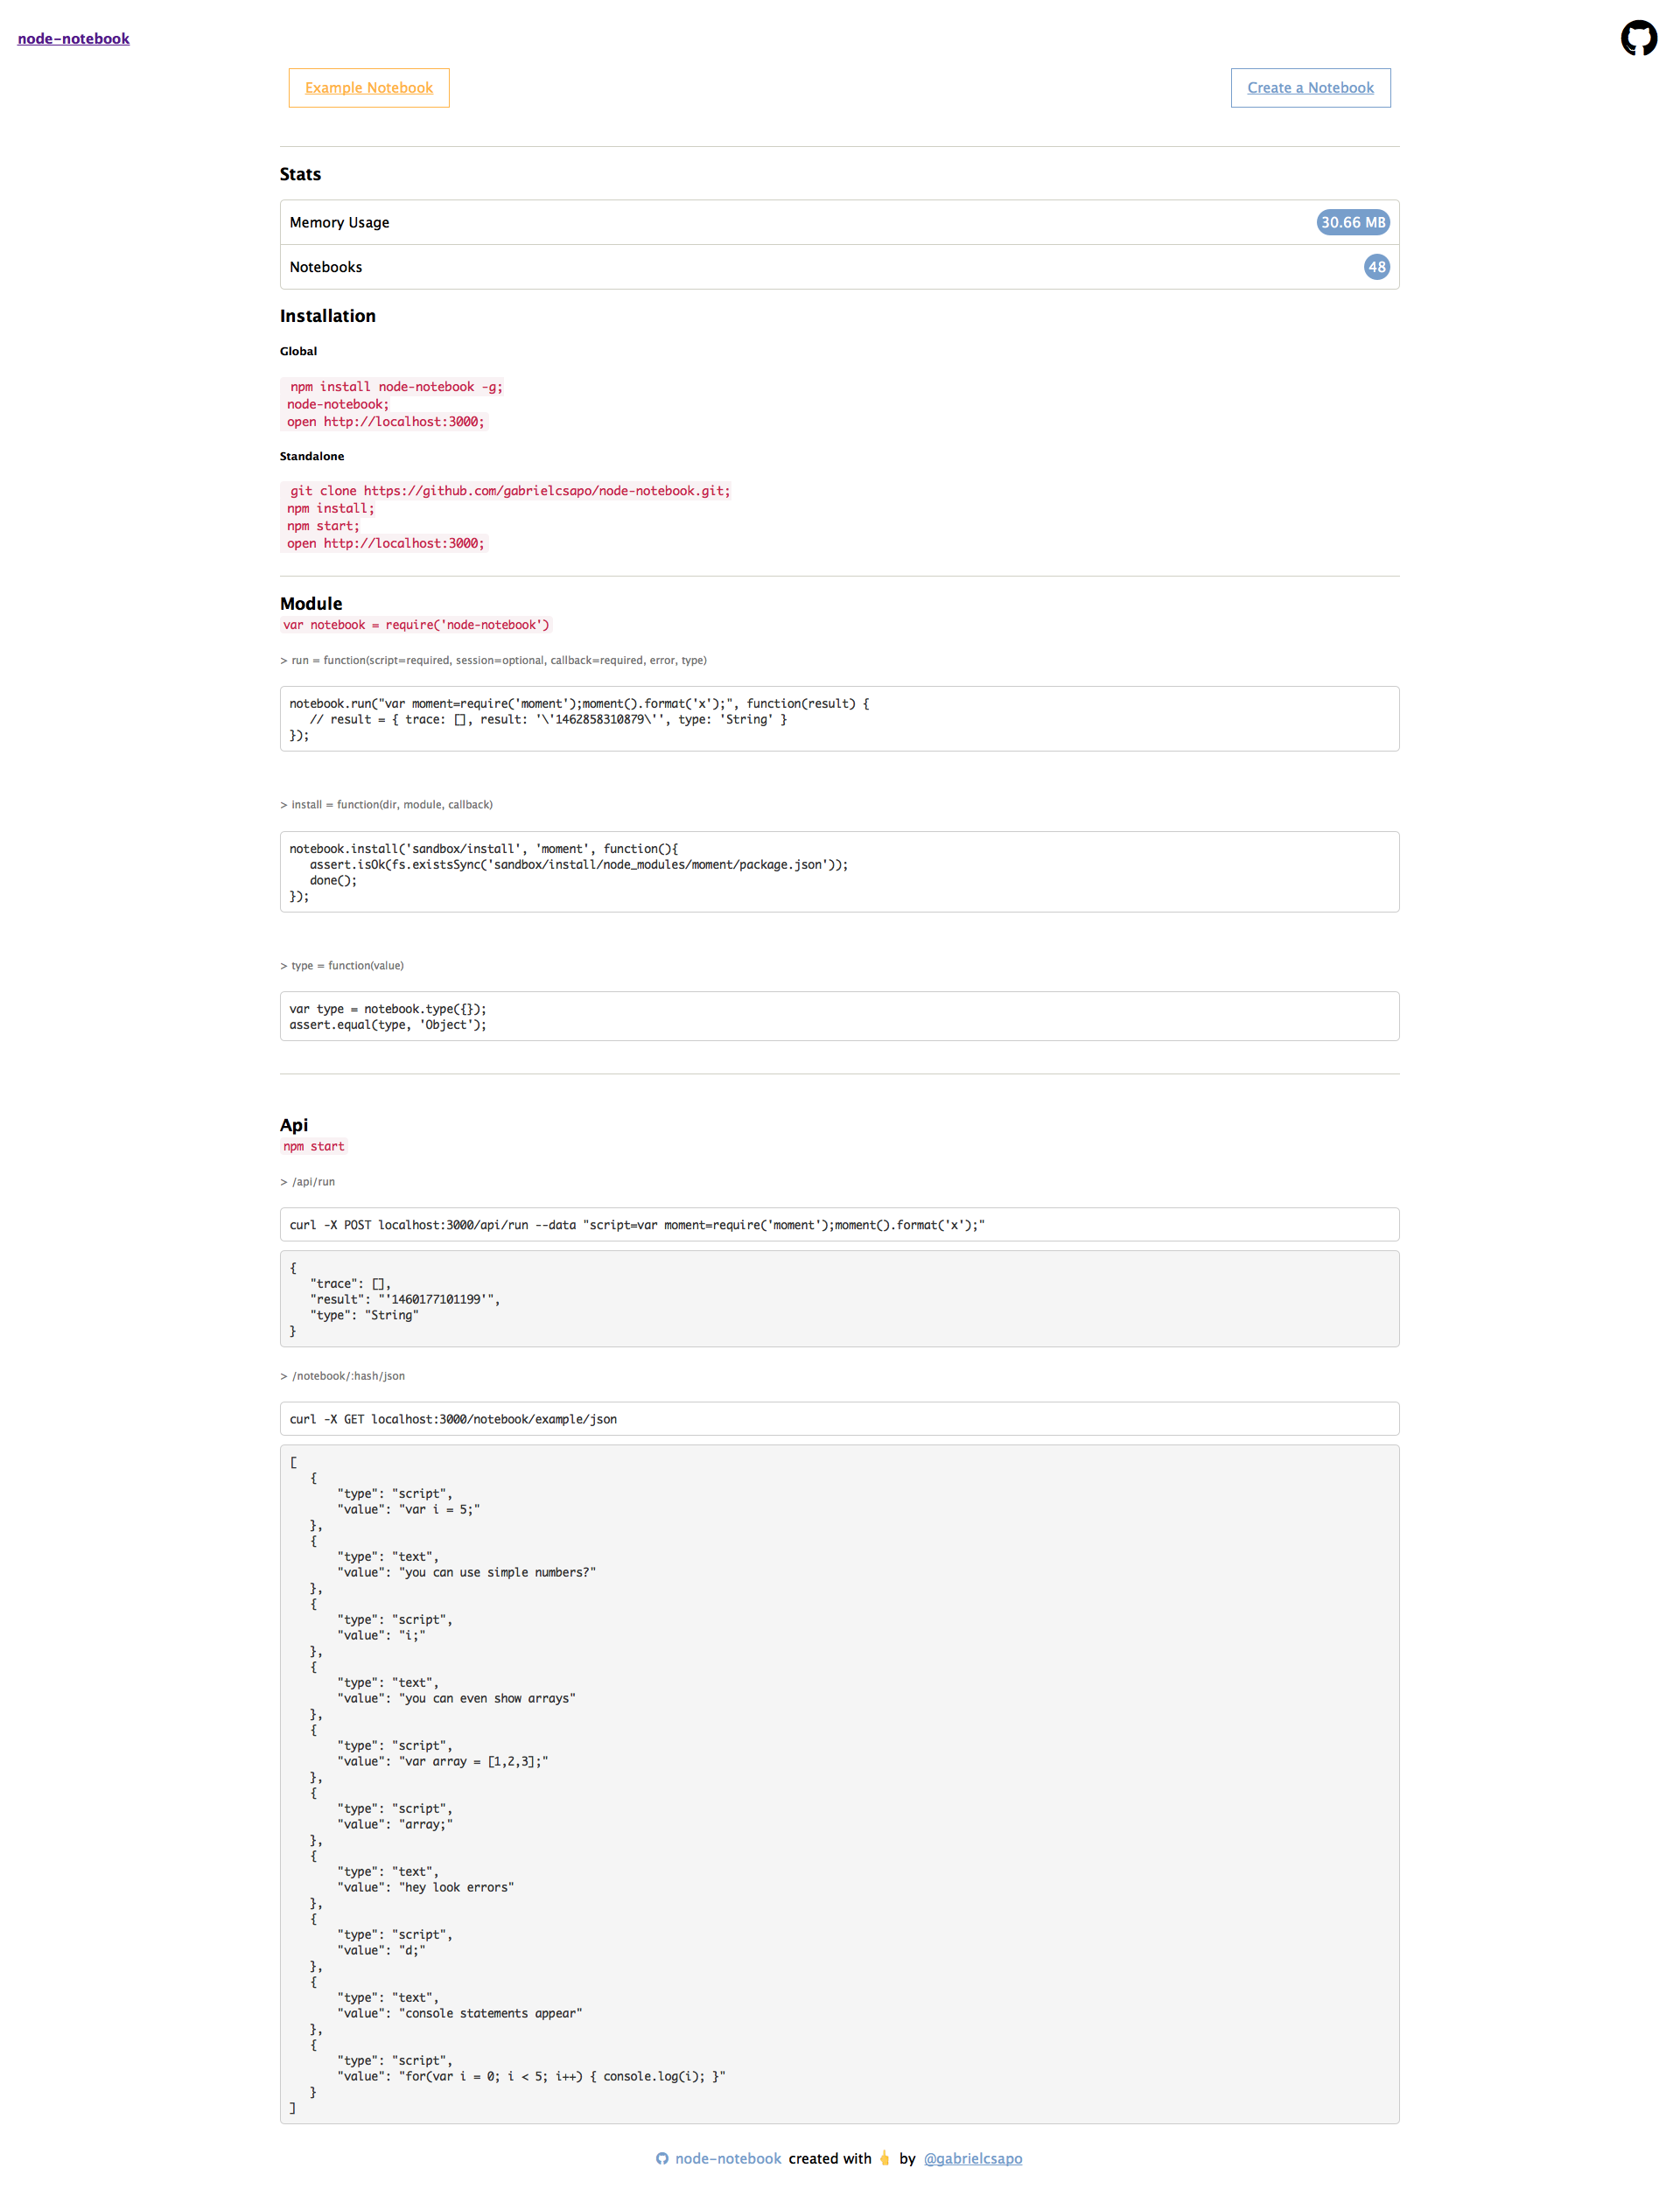 node-notebook
Example Notebook
Create a Notebook
Stats
Memory Usage
30.66 MB
Notebooks
48
Installation
Global
npm install node-notebook -g;
node-notebook;
open http://localhost:3000;
Standalone
git clone https://github.com/gabrielcsapo/node-notebook.git;
npm install;
npm start;
open http://localhost:3000;
Module
var notebook = require('node-notebook')
> run = function(script=required, session=optional, callback=required, error, type)
notebook.run("var moment=require('moment');moment().format('x');", function(result) {
   // result = { trace: [], result: '\'1462858310879\'', type: 'String' }
});
> install = function(dir, module, callback)
notebook.install('sandbox/install', 'moment', function(){
   assert.isOk(fs.existsSync('sandbox/install/node_modules/moment/package.json'));
   done();
});
> type = function(value)
var type = notebook.type({});
assert.equal(type, 'Object');
Api
npm start
> /api/run
curl -X POST localhost:3000/api/run --data "script=var moment=require('moment');moment().format('x');"
{
   "trace": [],
   "result": "'1460177101199'",
   "type": "String"
}
> /notebook/:hash/json
curl -X GET localhost:3000/notebook/example/json
[
   {
       "type": "script",
       "value": "var i = 5;"
   },
   {
       "type": "text",
       "value": "you can use simple numbers?"
   },
   {
       "type": "script",
       "value": "i;"
   },
   {
       "type": "text",
       "value": "you can even show arrays"
   },
   {
       "type": "script",
       "value": "var array = [1,2,3];"
   },
   {
       "type": "script",
       "value": "array;"
   },
   {
       "type": "text",
       "value": "hey look errors"
   },
   {
       "type": "script",
       "value": "d;"
   },
   {
       "type": "text",
       "value": "console statements appear"
   },
   {
       "type": "script",
       "value": "for(var i = 0; i < 5; i++) { console.log(i); }"
   }
]
node-notebook created with 🖕 by @gabrielcsapo